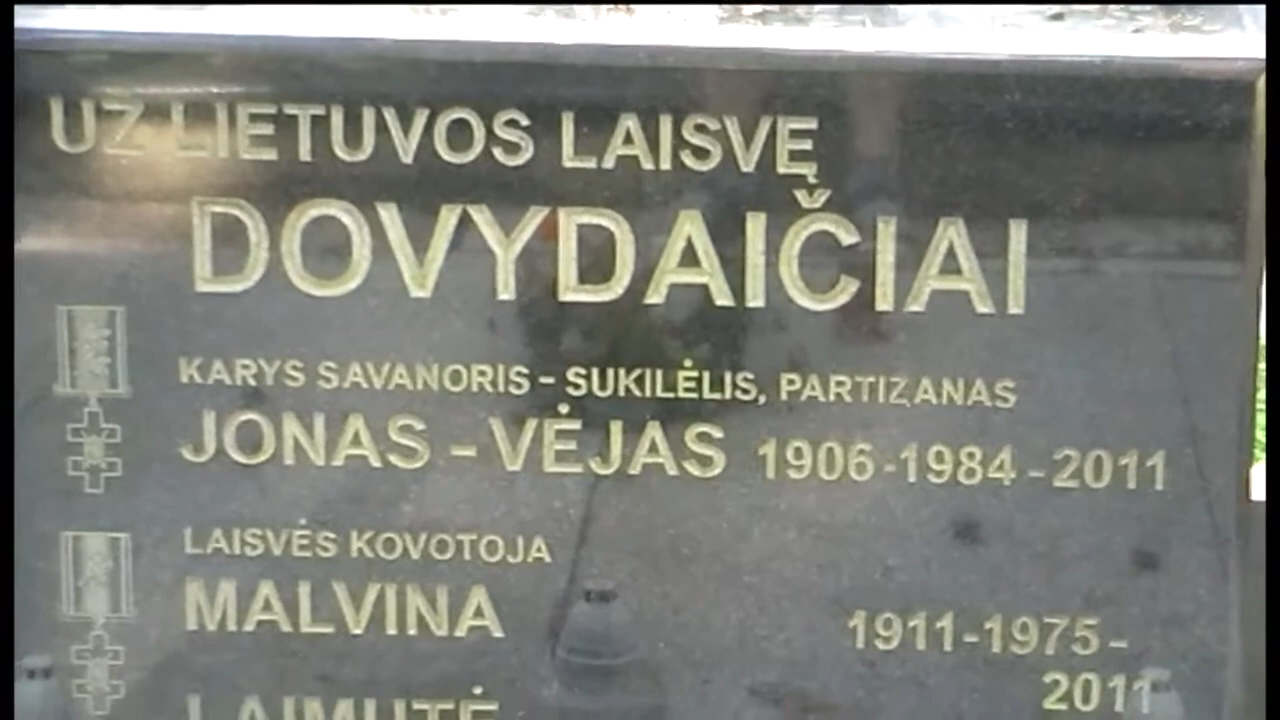 UŽ LIETUVOS LAISVĘ
DOVYDAIČIAI
KARYS SAVANORIS - SUKILĖLIS, PARTIZANAS
JONAS - VĖJAS 1906-1984-2011
LAISVĖS KOVOTOJA
MALVINA 1911-1975-
2011
LAIMUTĖ